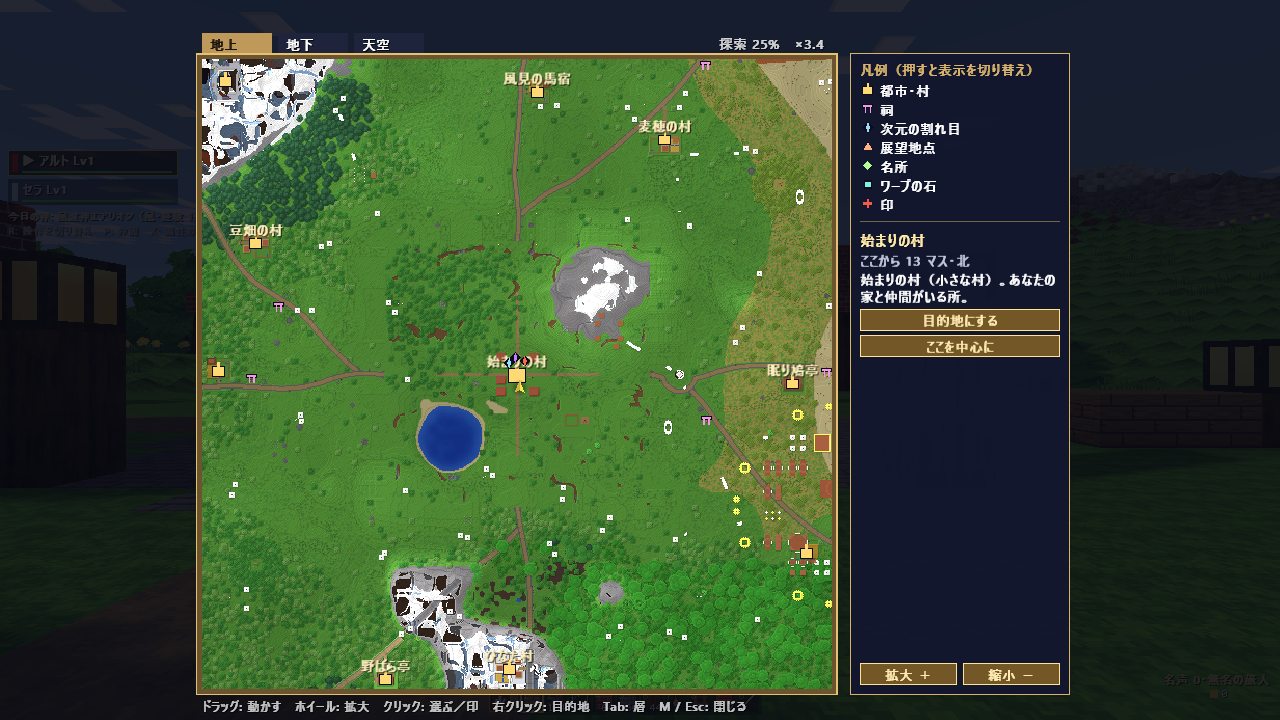 地上 地下 天空 探索 25% ×3.4
風見の馬宿
麦穂の村
豆畑の村
始まりの村
眠り鳩亭
野ばら亭
凡例（押すと表示を切り替え）
都市・村
祠
次元の割れ目
展望地点
名所
ワープの石
印
始まりの村
ここから 13 マス・北
始まりの村（小さな村）。あなたの
家と仲間がいる所。
目的地にする
ここを中心に
拡大 ＋ 縮小 －
▶ アルト Lv1
セラ Lv1
ドラッグ: 動かす ホイール: 拡大 クリック: 選ぶ／印 右クリック: 目的地 Tab: 層 M / Esc: 閉じる